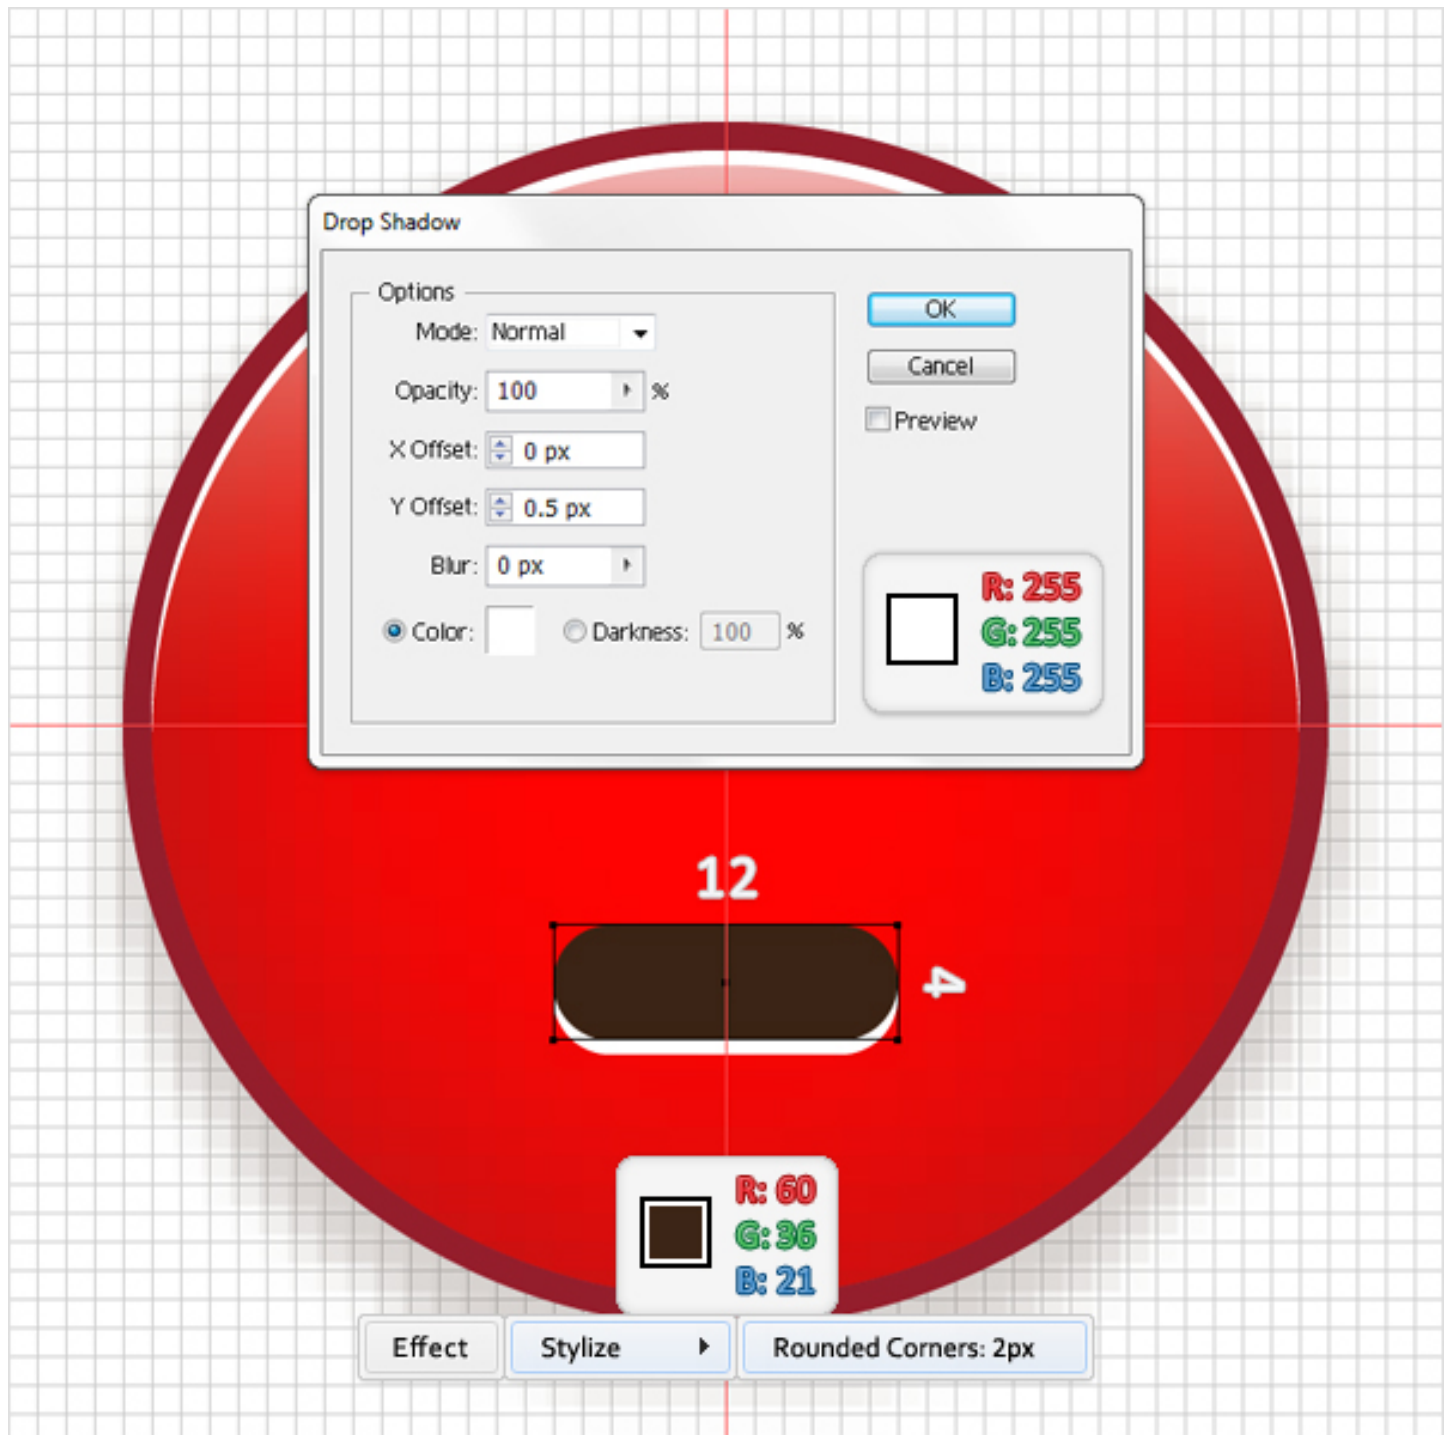 Drop Shadow
Options
Mode: Normal
Opacity: 100 %
X Offset: 0 px
Y Offset: 0.5 px
Blur: 0 px
Color: Darkness: 100 %
OK
Cancel
Preview
R: 255
G: 255
B: 255
12
4
R: 60
G: 36
B: 21
Effect Stylize Rounded Corners: 2px